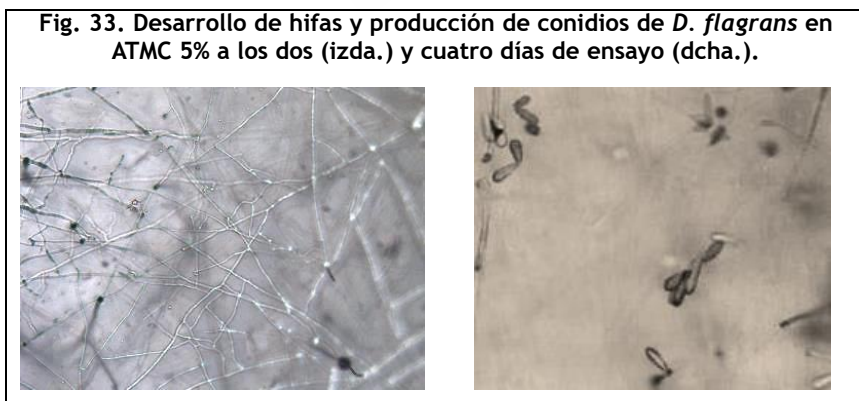 Fig. 33. Desarrollo de hifas y producción de conidios de D. flagrans en
ATMC 5% a los dos (izda.) y cuatro días de ensayo (dcha.).